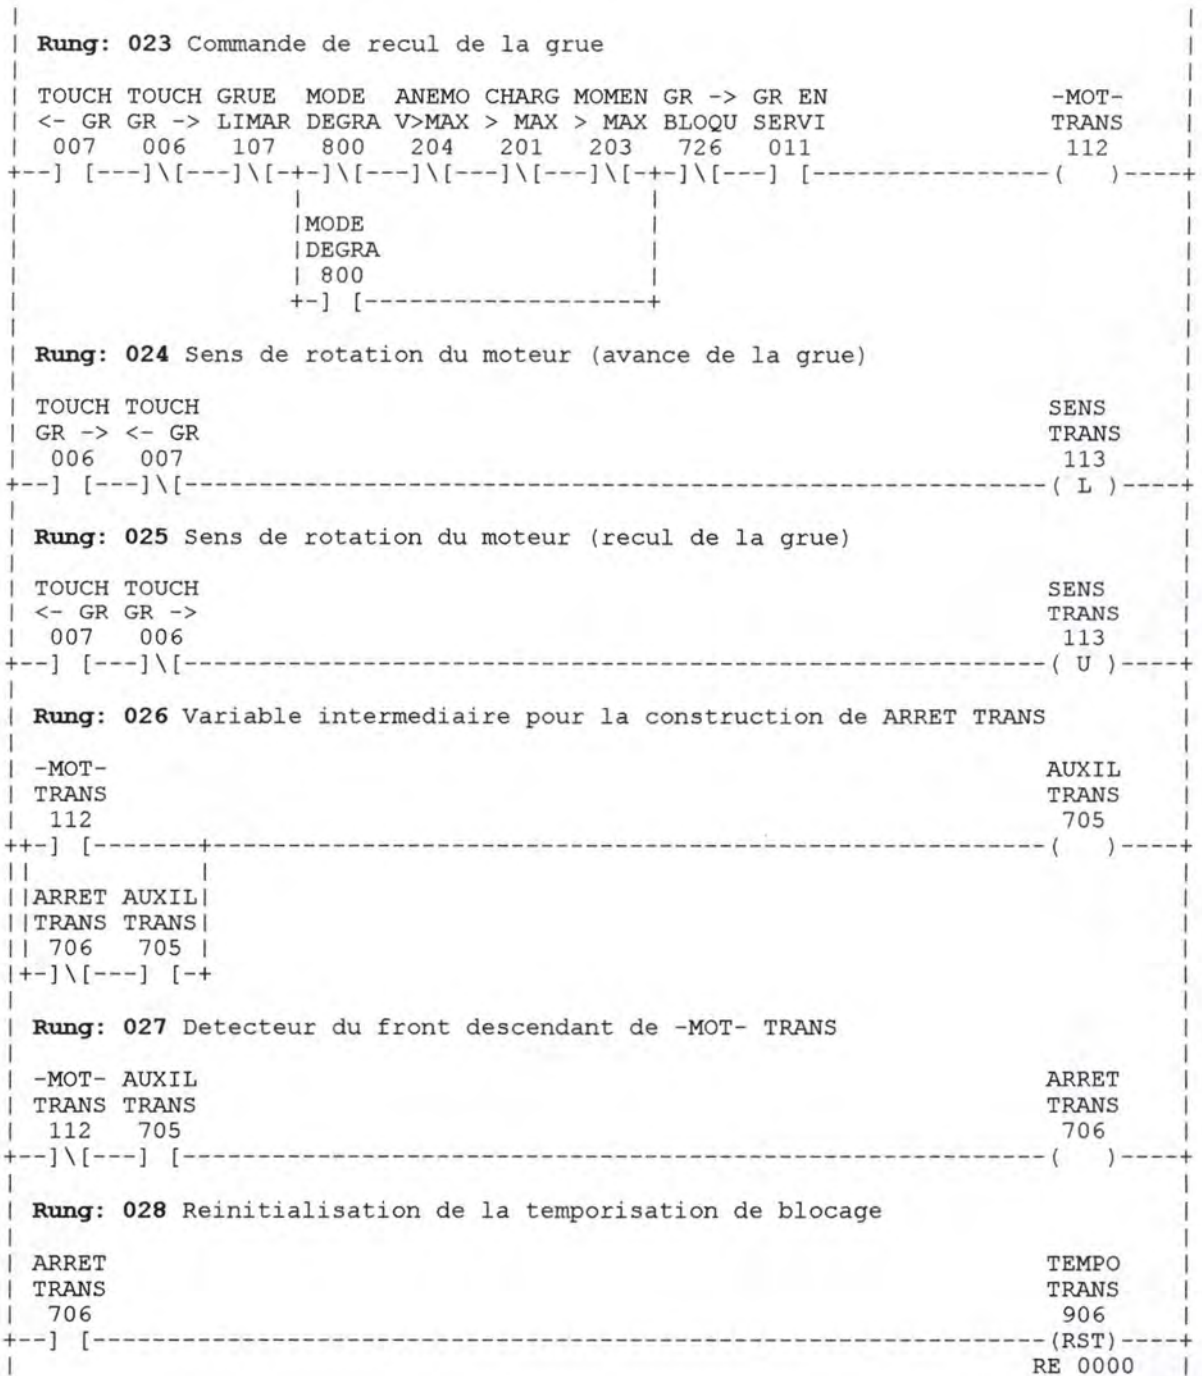 |                                                                              |
| Rung: 023 Commande de recul de la grue                                       |
|                                                                              |
| TOUCH TOUCH GRUE  MODE  ANEMO CHARG MOMEN GR -> GR EN               -MOT-    |
| <- GR GR -> LIMAR DEGRA V>MAX > MAX > MAX BLOQU SERVI               TRANS    |
|  007   006   107   800   204   201   203   726   011                 112     |
+--] [---]\[---]\[-+-]\[---]\[---]\[---]\[-+-]\[---] [----------------(   )----+
|                  |                       |                                   |
|                  |MODE                   |                                   |
|                  |DEGRA                  |                                   |
|                  | 800                   |                                   |
|                  +-] [-------------------+                                   |
|                                                                              |
| Rung: 024 Sens de rotation du moteur (avance de la grue)                     |
|                                                                              |
| TOUCH TOUCH                                                         SENS     |
| GR -> <- GR                                                         TRANS    |
|  006   007                                                           113     |
+--] [---]\[----------------------------------------------------------( L )----+
|                                                                              |
| Rung: 025 Sens de rotation du moteur (recul de la grue)                      |
|                                                                              |
| TOUCH TOUCH                                                         SENS     |
| <- GR GR ->                                                         TRANS    |
|  007   006                                                           113     |
+--] [---]\[----------------------------------------------------------( U )----+
|                                                                              |
| Rung: 026 Variable intermediaire pour la construction de ARRET TRANS         |
|                                                                              |
| -MOT-                                                               AUXIL    |
| TRANS                                                               TRANS    |
|  112                                                                 705     |
++-] [-------+--------------------------------------------------------(   )----+
||           |                                                                 |
||ARRET AUXIL|                                                                 |
||TRANS TRANS|                                                                 |
|| 706   705 |                                                                 |
|+-]\[---] [-+                                                                 |
|                                                                              |
| Rung: 027 Detecteur du front descendant de -MOT- TRANS                       |
|                                                                              |
| -MOT- AUXIL                                                         ARRET    |
| TRANS TRANS                                                         TRANS    |
|  112   705                                                           706     |
+--]\[---] [----------------------------------------------------------(   )----+
|                                                                              |
| Rung: 028 Reinitialisation de la temporisation de blocage                    |
|                                                                              |
| ARRET                                                               TEMPO    |
| TRANS                                                               TRANS    |
|  706                                                                 906     |
+--] [----------------------------------------------------------------(RST)----+
|                                                                    RE 0000   |